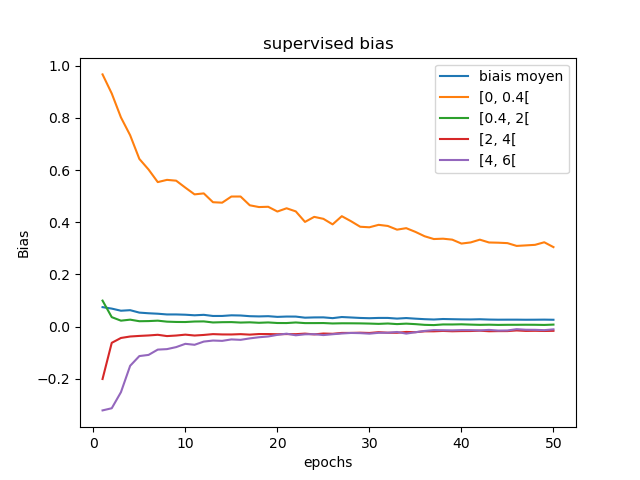 supervised bias
1.0
0.8
0.6
0.4
0.2
0.0
−0.2
Bias
biais moyen
[0, 0.4[
[0.4, 2[
[2, 4[
[4, 6[
0 10 20 30 40 50
epochs